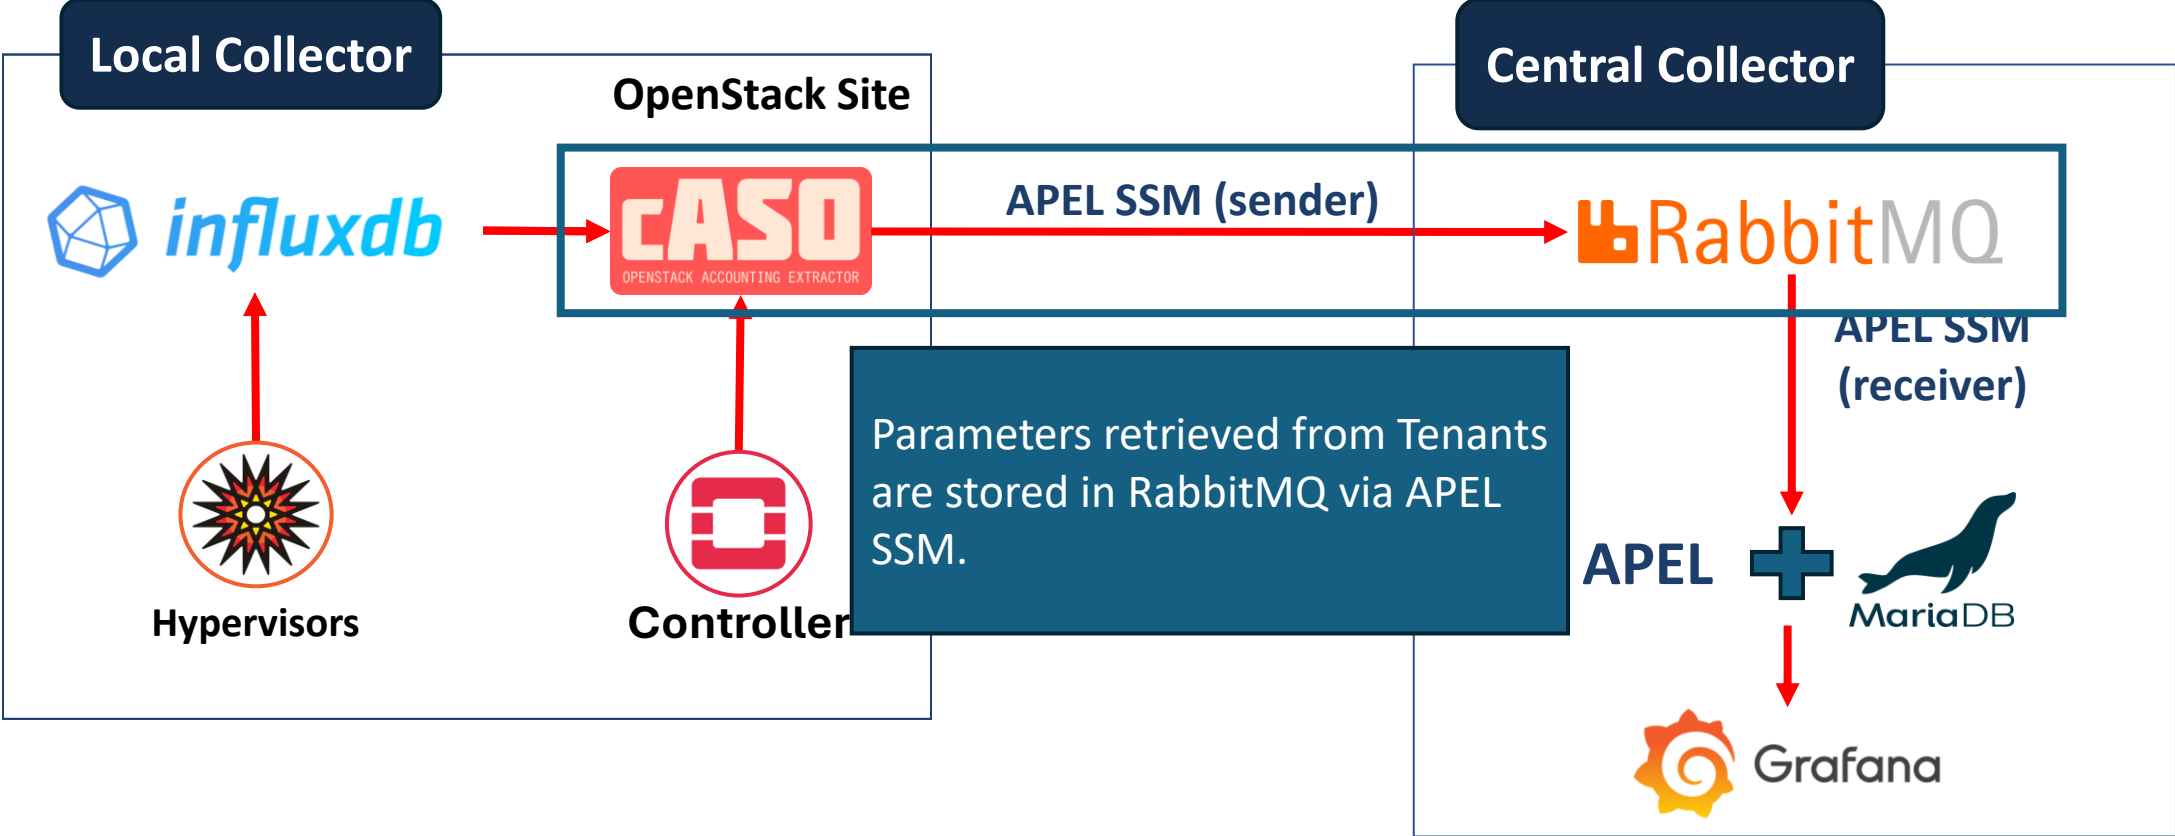 Local Collector
Central Collector
OpenStack Site
influxdb
cASO
OPENSTACK ACCOUNTING EXTRACTOR
APEL SSM (sender)
RabbitMQ
APEL SSM
(receiver)
Parameters retrieved from Tenants
are stored in RabbitMQ via APEL
SSM.
Hypervisors
Controller
APEL
MariaDB
Grafana